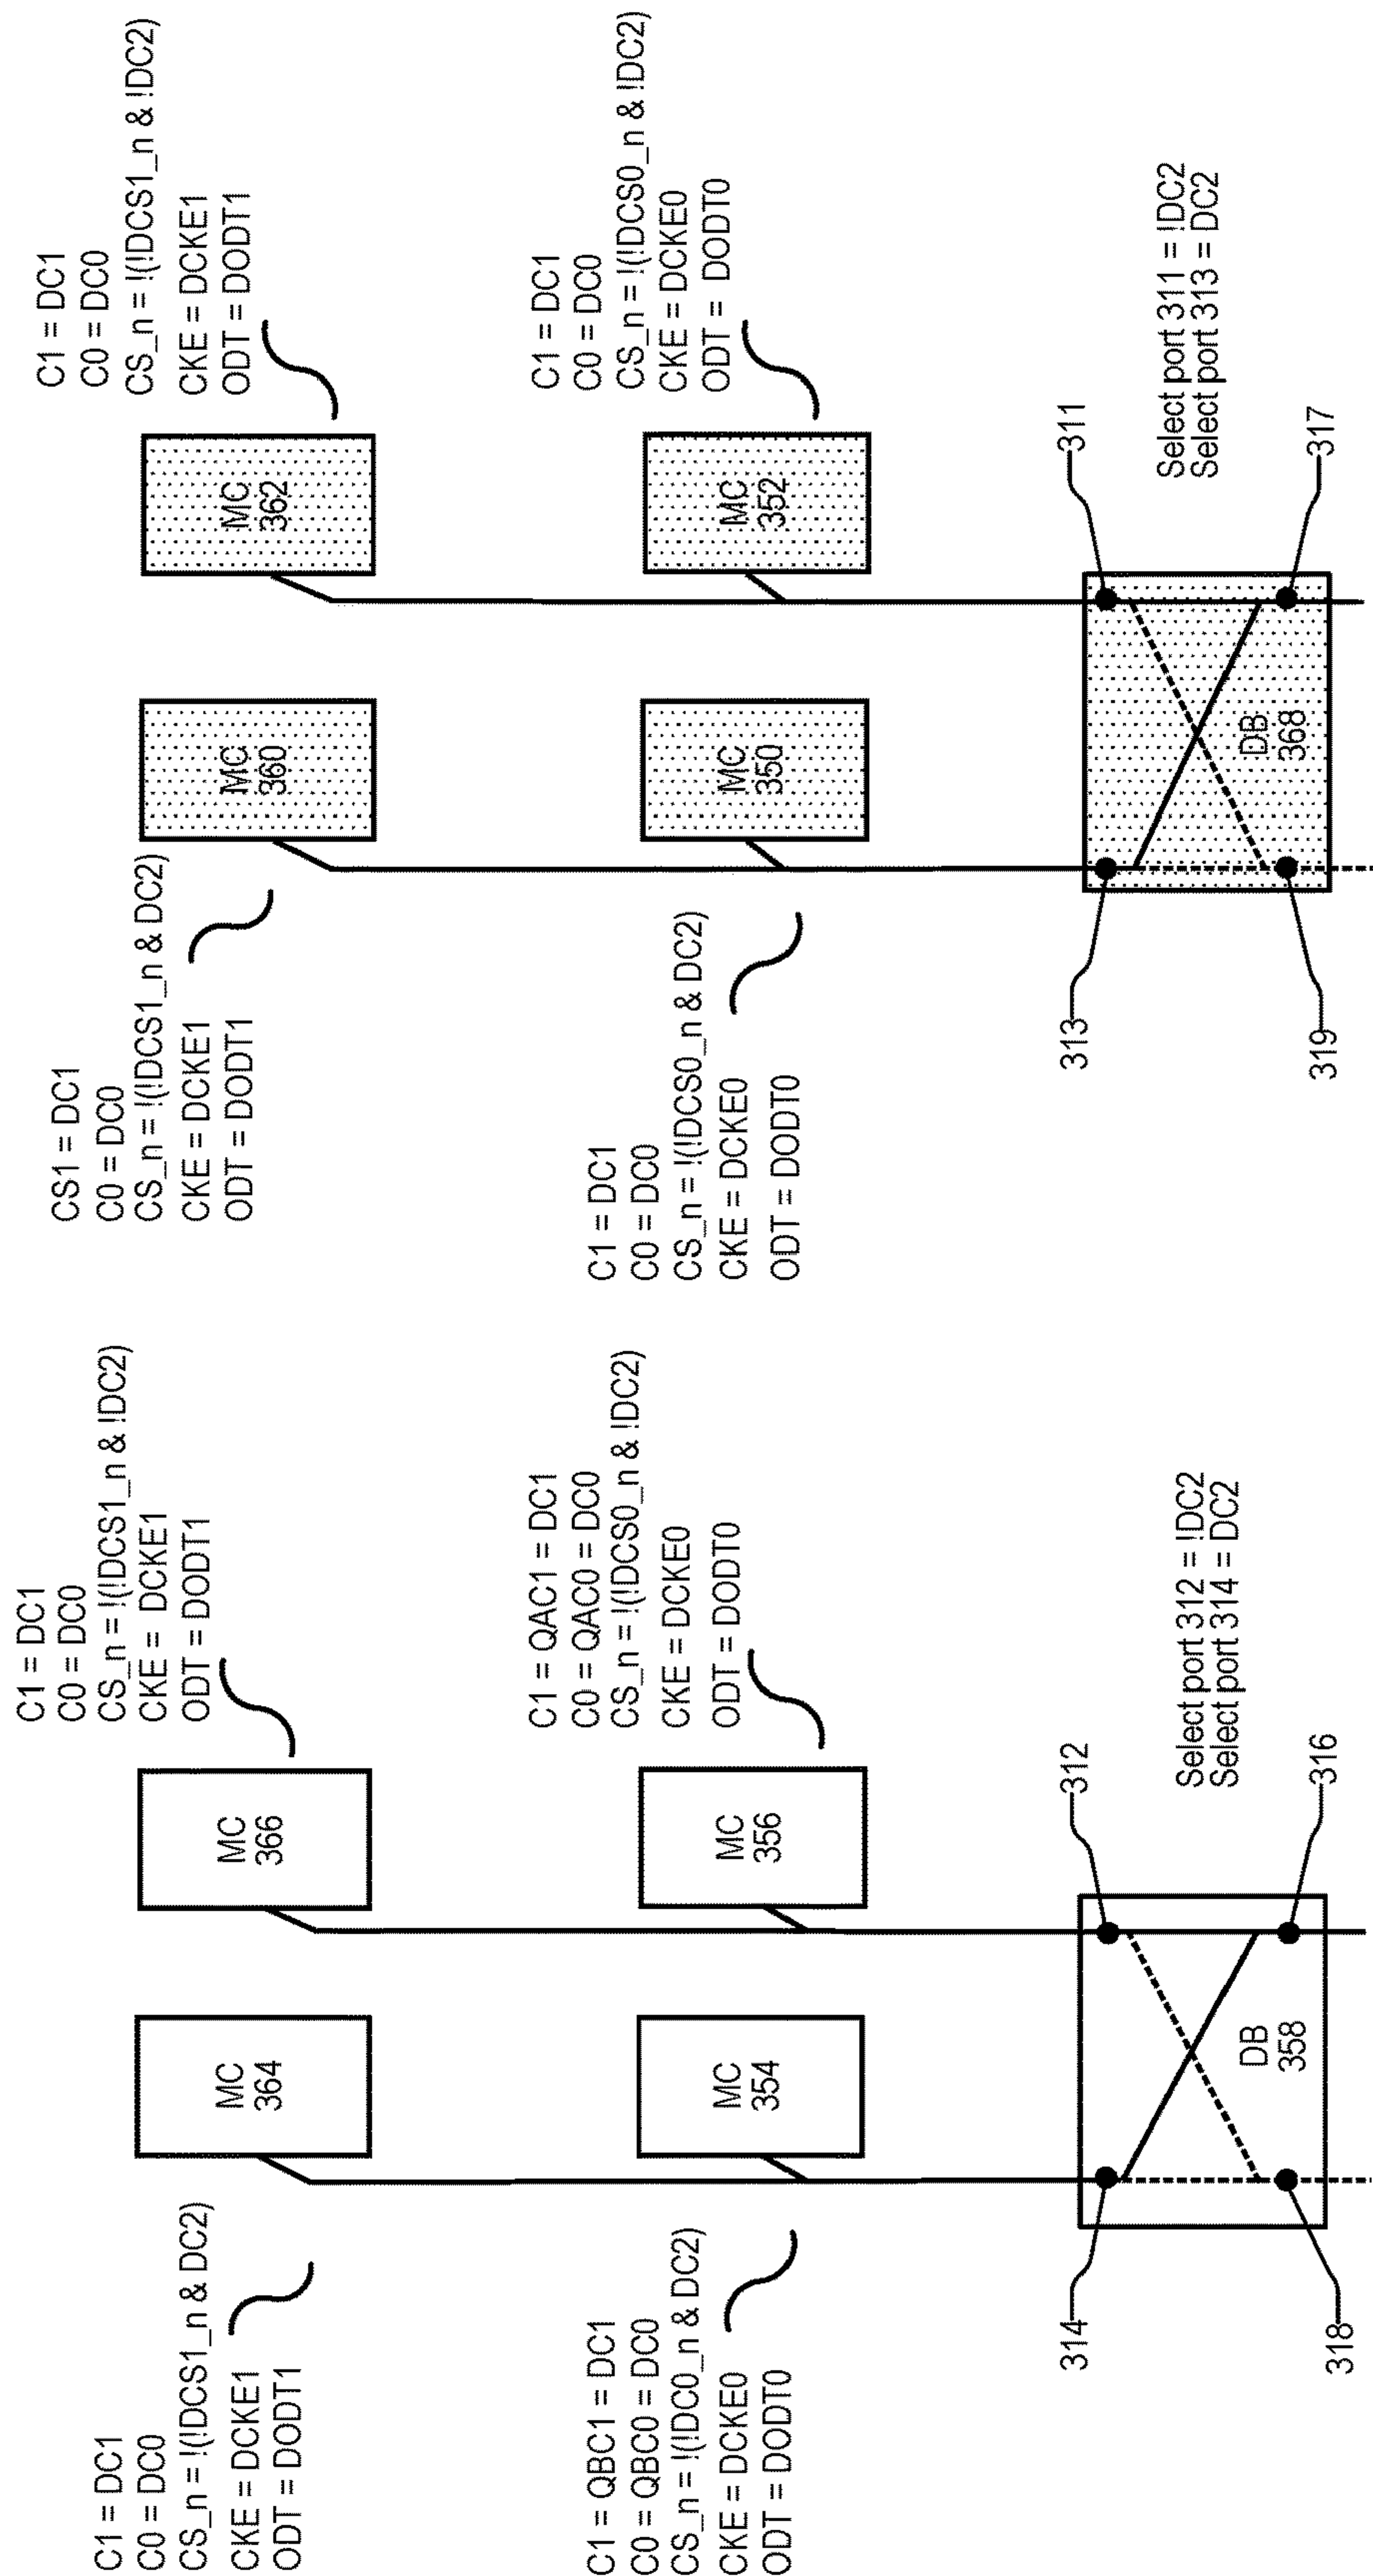 C1 = DC1
C0 = DC0
CS_n = !(!DCS1_n & DC2)
CKE = DCKE1
ODT = DODT1
MC
364
C1 = DC1
C0 = DC0
CS_n = !(!DCS1_n & !DC2)
CKE = DCKE1
ODT = DODT1
MC
366
C1 = QBC1 = DC1
C0 = QBC0 = DC0
CS_n = !(!DC0_n & DC2)
CKE = DCKE0
ODT = DODT0
MC
354
C1 = QAC1 = DC1
C0 = QAC0 = DC0
CS_n = !(!DCS0_n & !DC2)
CKE = DCKE0
ODT = DODT0
MC
356
314
312
Select port 312 = !DC2
Select port 314 = DC2
DB
358
318
316
CS1 = DC1
C0 = DC0
CS_n = !(!DCS1_n & DC2)
CKE = DCKE1
ODT = DODT1
MC
360
C1 = DC1
C0 = DC0
CS_n = !(!DCS1_n & !DC2)
CKE = DCKE1
ODT = DODT1
MC
362
C1 = DC1
C0 = DC0
CS_n = !(!DCS0_n & DC2)
CKE = DCKE0
ODT = DODT0
MC
350
C1 = DC1
C0 = DC0
CS_n = !(!DCS0_n & !DC2)
CKE = DCKE0
ODT = DODT0
MC
352
313
311
Select port 311 = !DC2
Select port 313 = DC2
DB
368
319
317